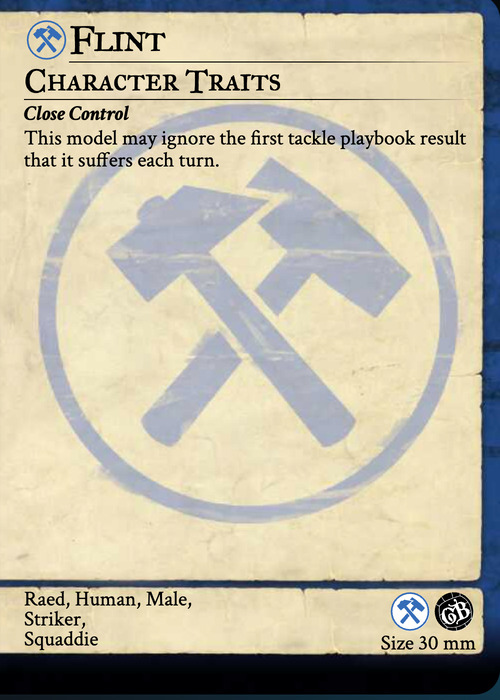 Flint
Character Traits
Close Control
This model may ignore the first tackle playbook result
that it suffers each turn.
Raed, Human, Male,
Striker,
Squaddie
GB
Size 30 mm